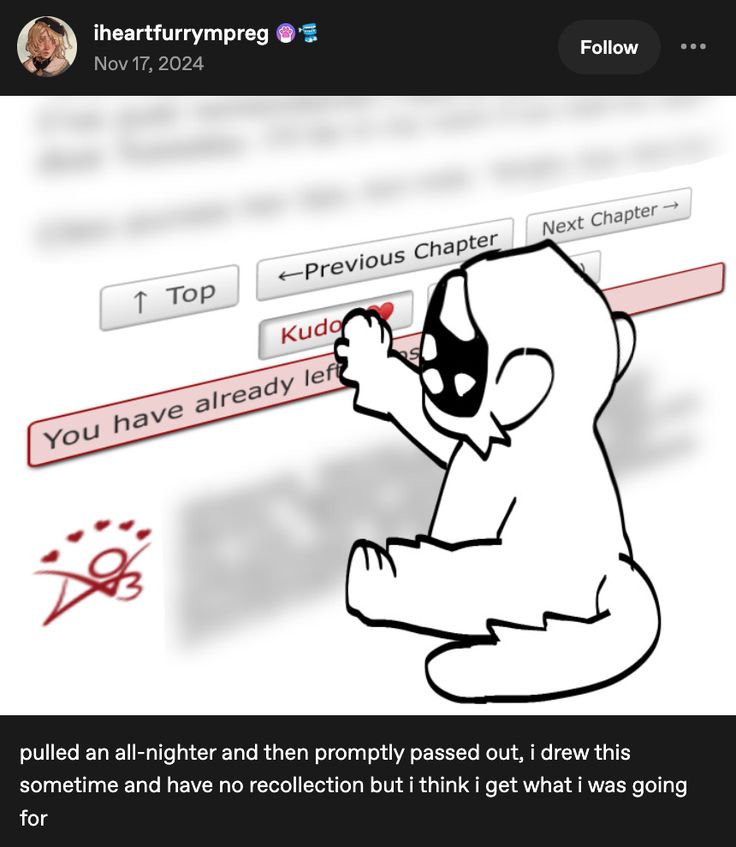 iheartfurrympreg
Nov 17, 2024
Follow
Next Chapter →
←Previous Chapter
↑ Top
Kudo
You have already left
pulled an all-nighter and then promptly passed out, i drew this
sometime and have no recollection but i think i get what i was going
for